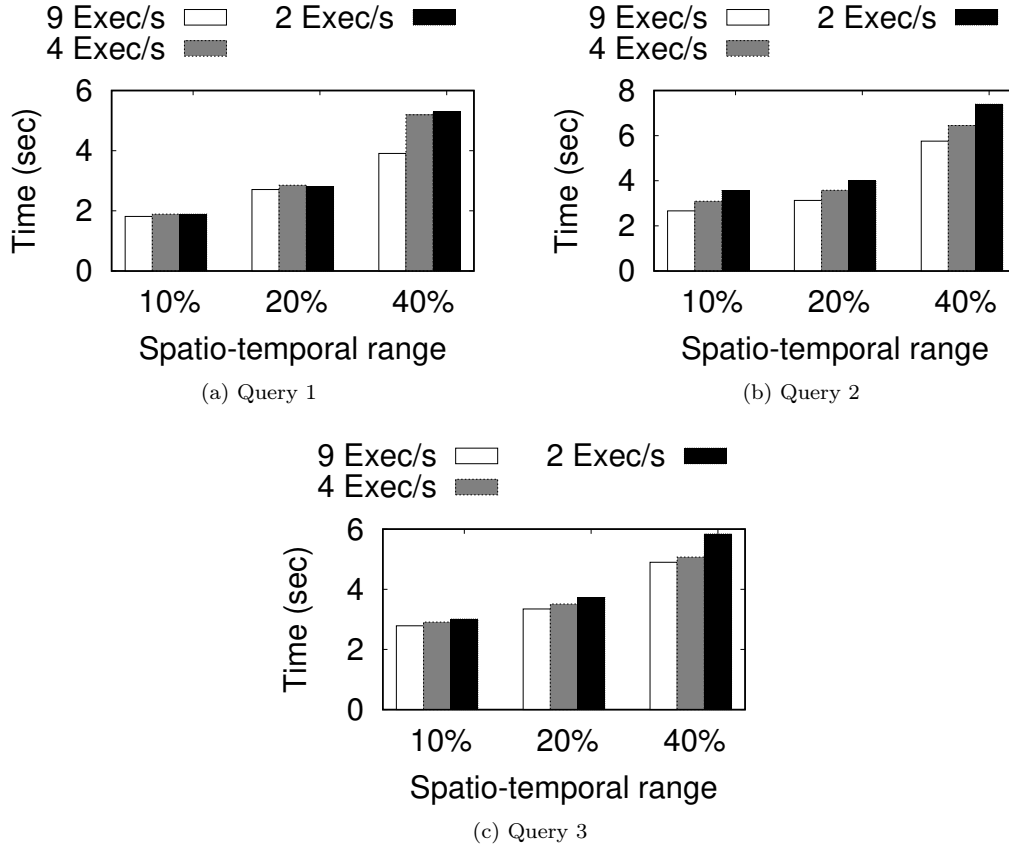 9 Exec/s 2 Exec/s
4 Exec/s
6
4
2
0
Time (sec)
10% 20% 40%
Spatio-temporal range
(a) Query 1
9 Exec/s 2 Exec/s
4 Exec/s
8
6
4
2
0
Time (sec)
10% 20% 40%
Spatio-temporal range
(b) Query 2
9 Exec/s 2 Exec/s
4 Exec/s
6
4
2
0
Time (sec)
10% 20% 40%
Spatio-temporal range
(c) Query 3